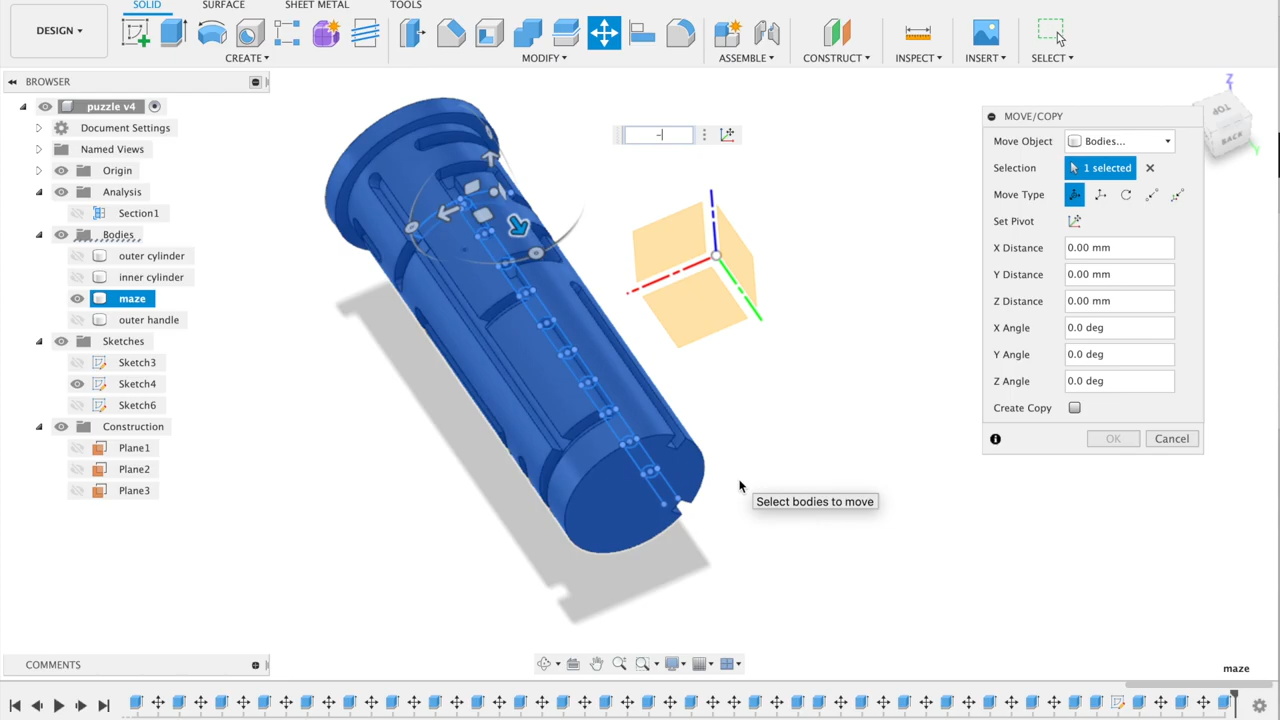 SOLID SURFACE SHEET METAL TOOLS
DESIGN
CREATE MODIFY ASSEMBLE CONSTRUCT INSPECT INSERT SELECT
BROWSER
puzzle v4
Document Settings
Named Views
Origin
Analysis
Section1
Bodies
outer cylinder
inner cylinder
maze
outer handle
Sketches
Sketch3
Sketch4
Sketch6
Construction
Plane1
Plane2
Plane3
-
Z
TOP
BACK
Y
MOVE/COPY
Move Object Bodies...
Selection 1 selected
Move Type
Set Pivot
X Distance 0.00 mm
Y Distance 0.00 mm
Z Distance 0.00 mm
X Angle 0.0 deg
Y Angle 0.0 deg
Z Angle 0.0 deg
Create Copy
OK Cancel
Select bodies to move
COMMENTS
maze